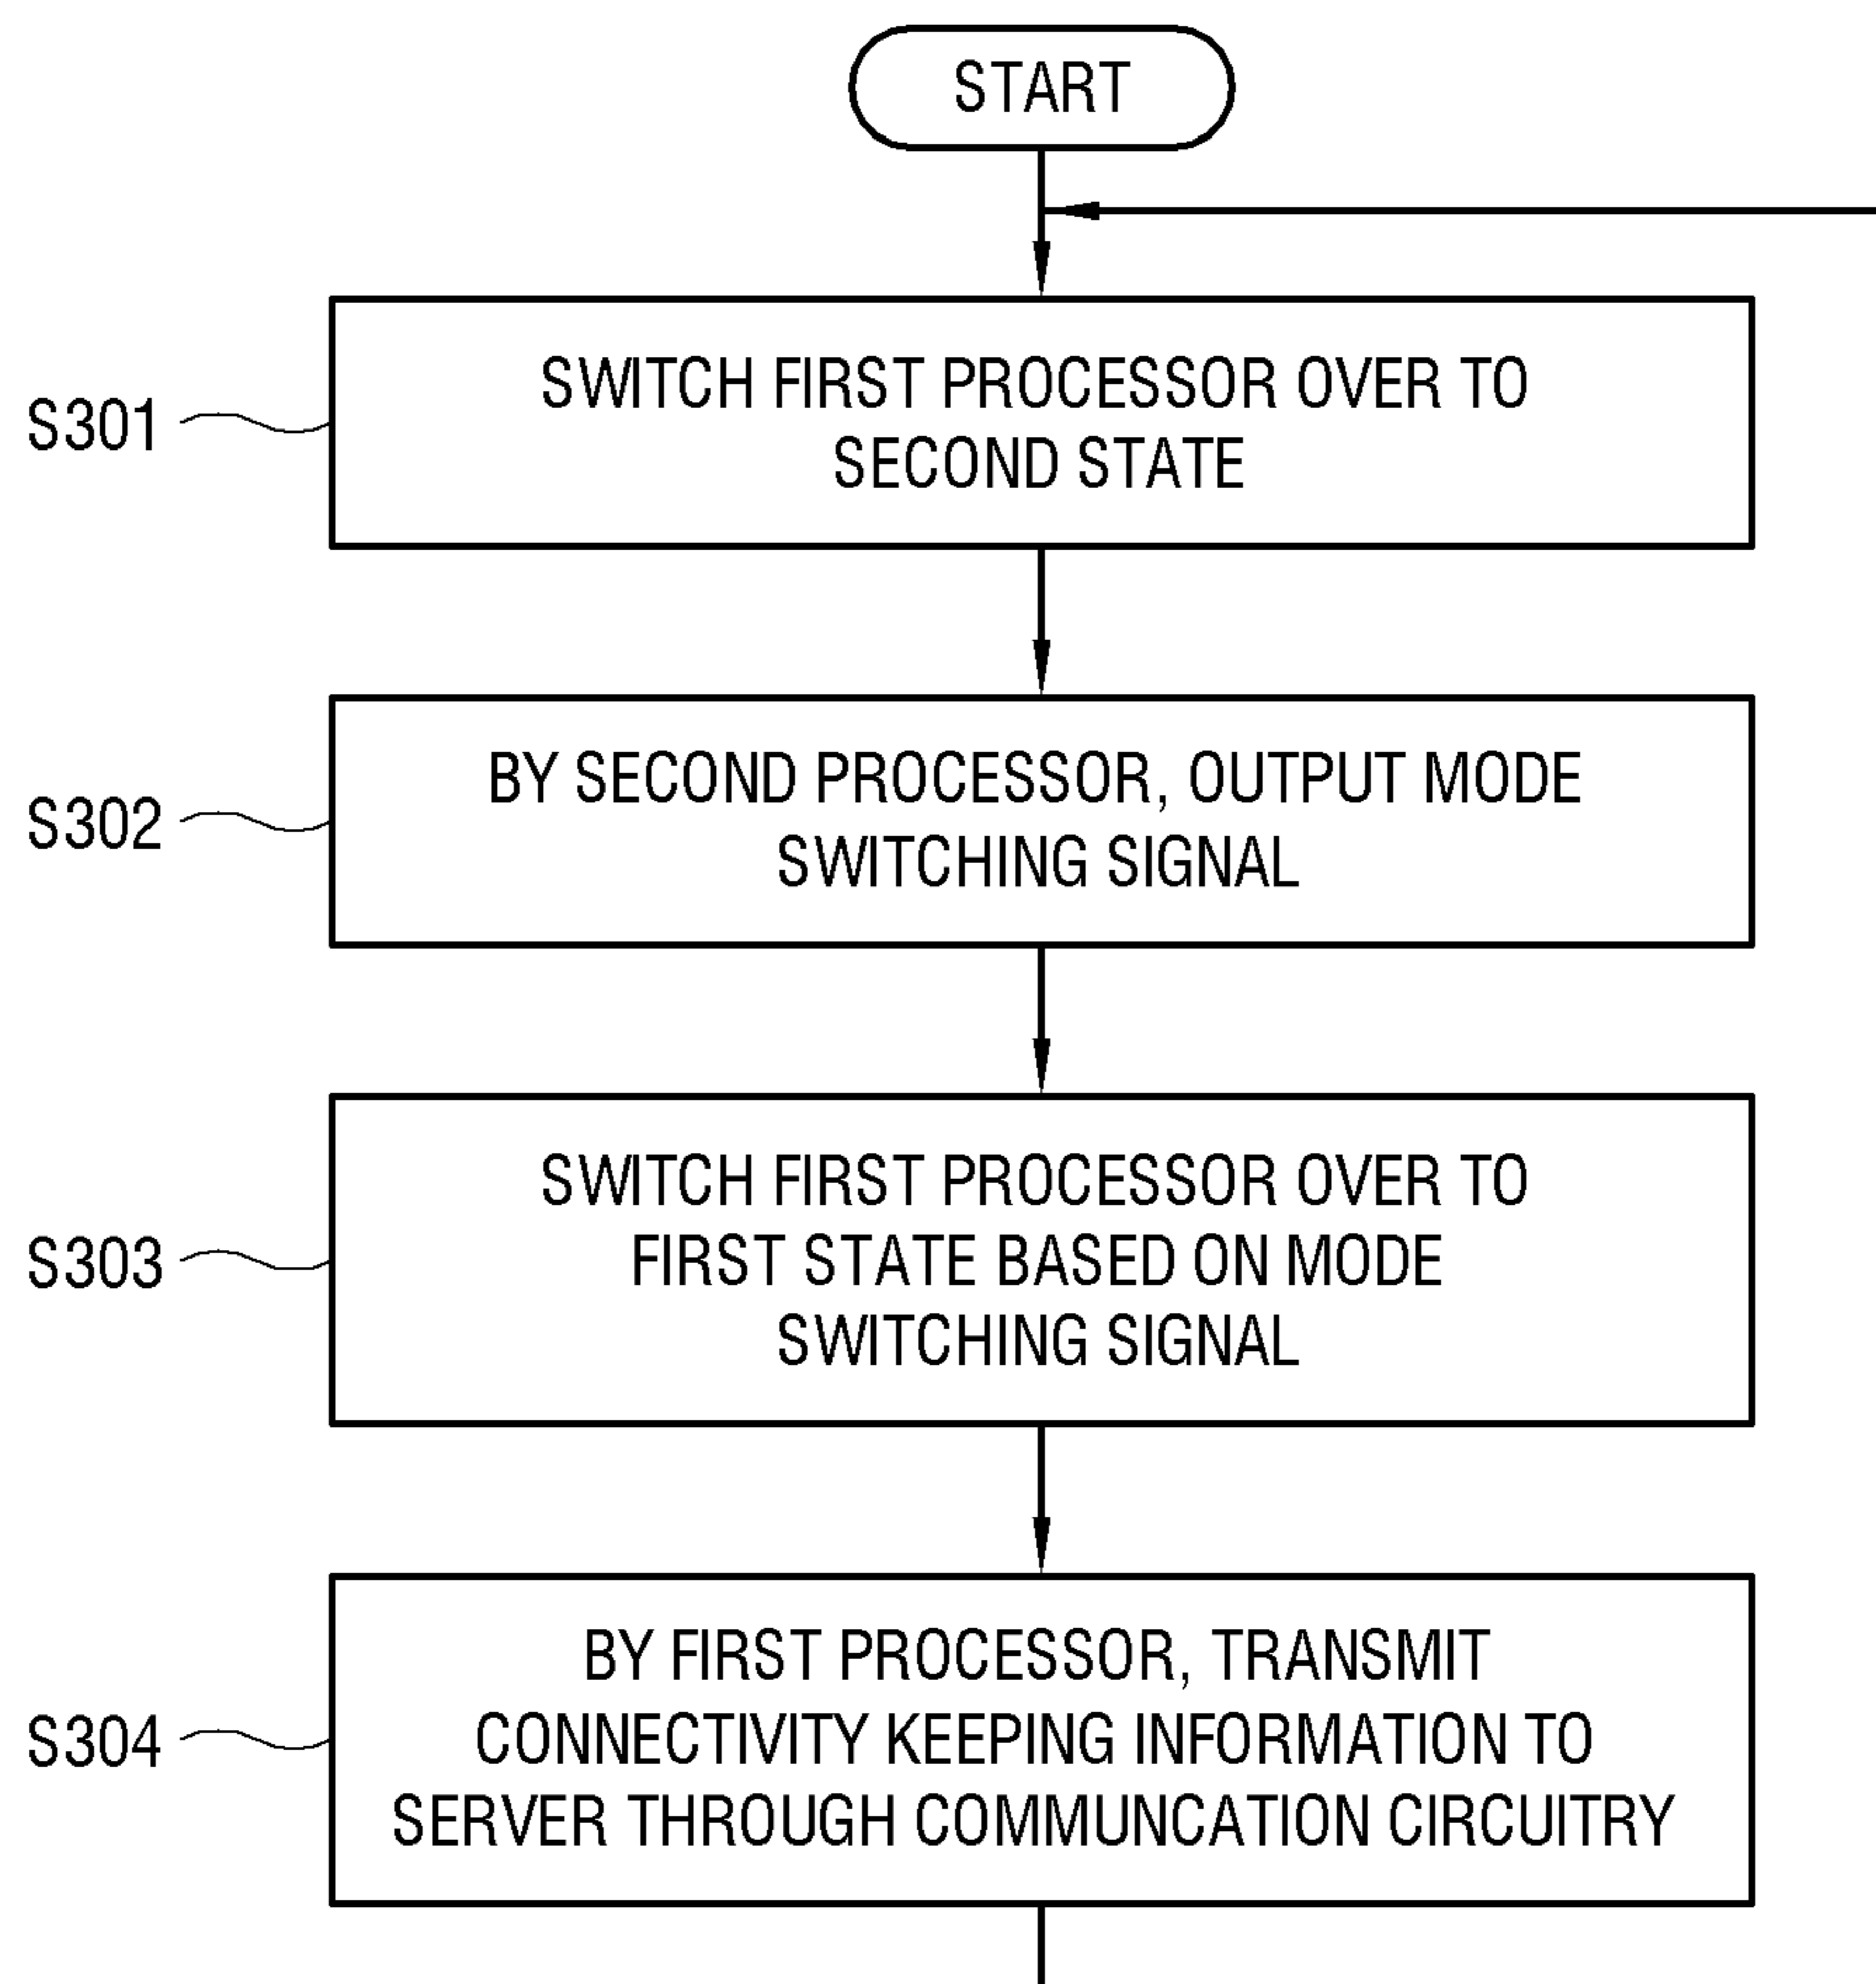 START
S301
SWITCH FIRST PROCESSOR OVER TO
SECOND STATE
S302
BY SECOND PROCESSOR, OUTPUT MODE
SWITCHING SIGNAL
S303
SWITCH FIRST PROCESSOR OVER TO
FIRST STATE BASED ON MODE
SWITCHING SIGNAL
S304
BY FIRST PROCESSOR, TRANSMIT
CONNECTIVITY KEEPING INFORMATION TO
SERVER THROUGH COMMUNCATION CIRCUITRY